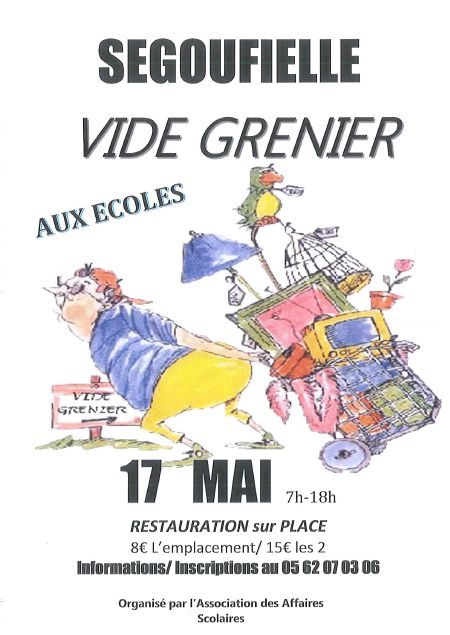 SEGOUFIELLE
VIDE GRENIER
AUX ECOLES
VIDE
GRENIER
17 MAI 7h-18h
RESTAURATION sur PLACE
8€ L'emplacement/ 15€ les 2
Informations/ Inscriptions au 05 62 07 03 06
Organisé par l'Association des Affaires
Scolaires